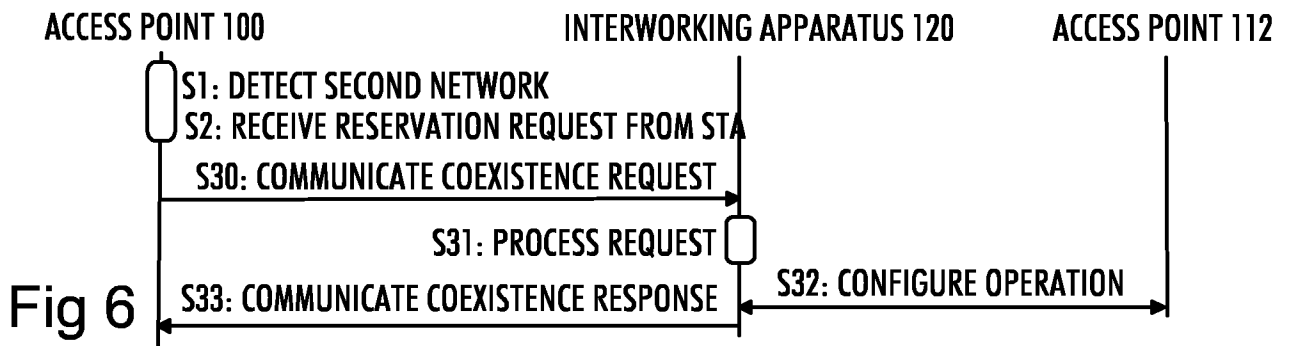 ACCESS POINT 100
INTERWORKING APPARATUS 120
ACCESS POINT 112
S1: DETECT SECOND NETWORK
S2: RECEIVE RESERVATION REQUEST FROM STA
S30: COMMUNICATE COEXISTENCE REQUEST
S31: PROCESS REQUEST
S32: CONFIGURE OPERATION
S33: COMMUNICATE COEXISTENCE RESPONSE
Fig 6